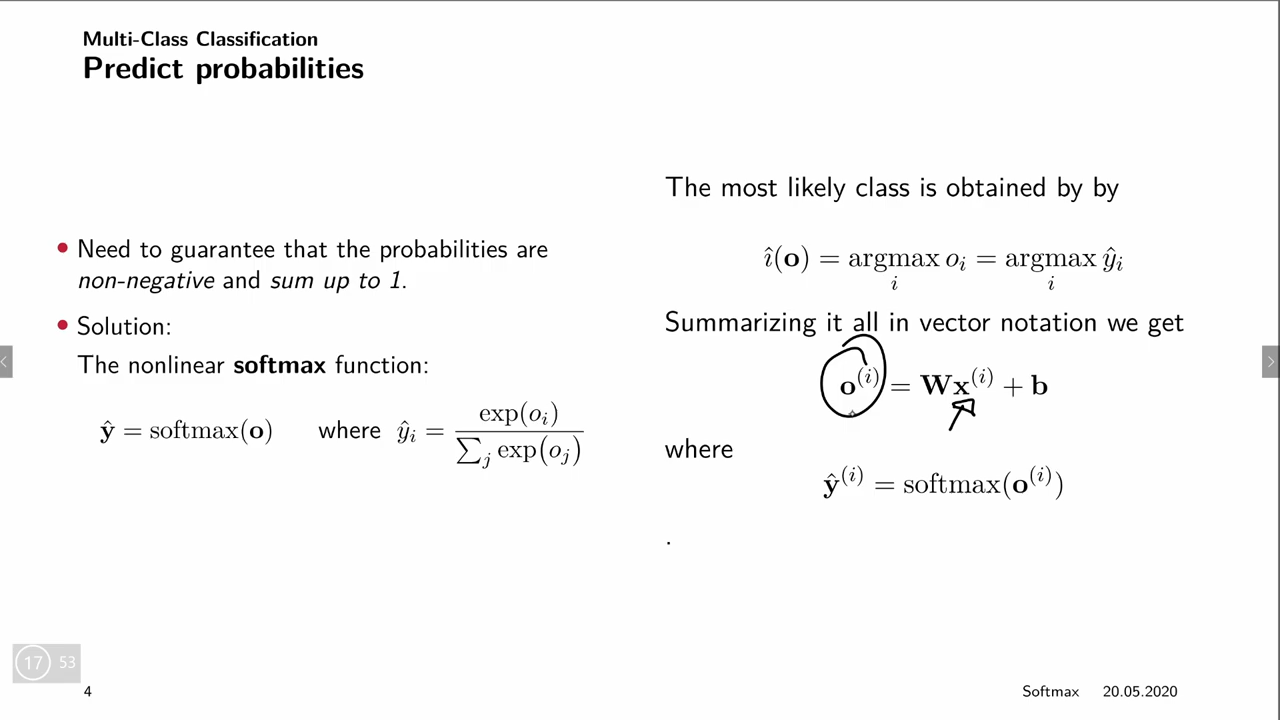 Multi-Class Classification
Predict probabilities
• Need to guarantee that the probabilities are
non-negative and sum up to 1.
• Solution:
The nonlinear softmax function:
ŷ = softmax(o) where ŷ_i = exp(o_i) / ∑_j exp(o_j)
The most likely class is obtained by by
î(o) = argmax_i o_i = argmax_i ŷ_i
Summarizing it all in vector notation we get
o^(i) = Wx^(i) + b
where
ŷ^(i) = softmax(o^(i))
.
17 53
4
Softmax 20.05.2020